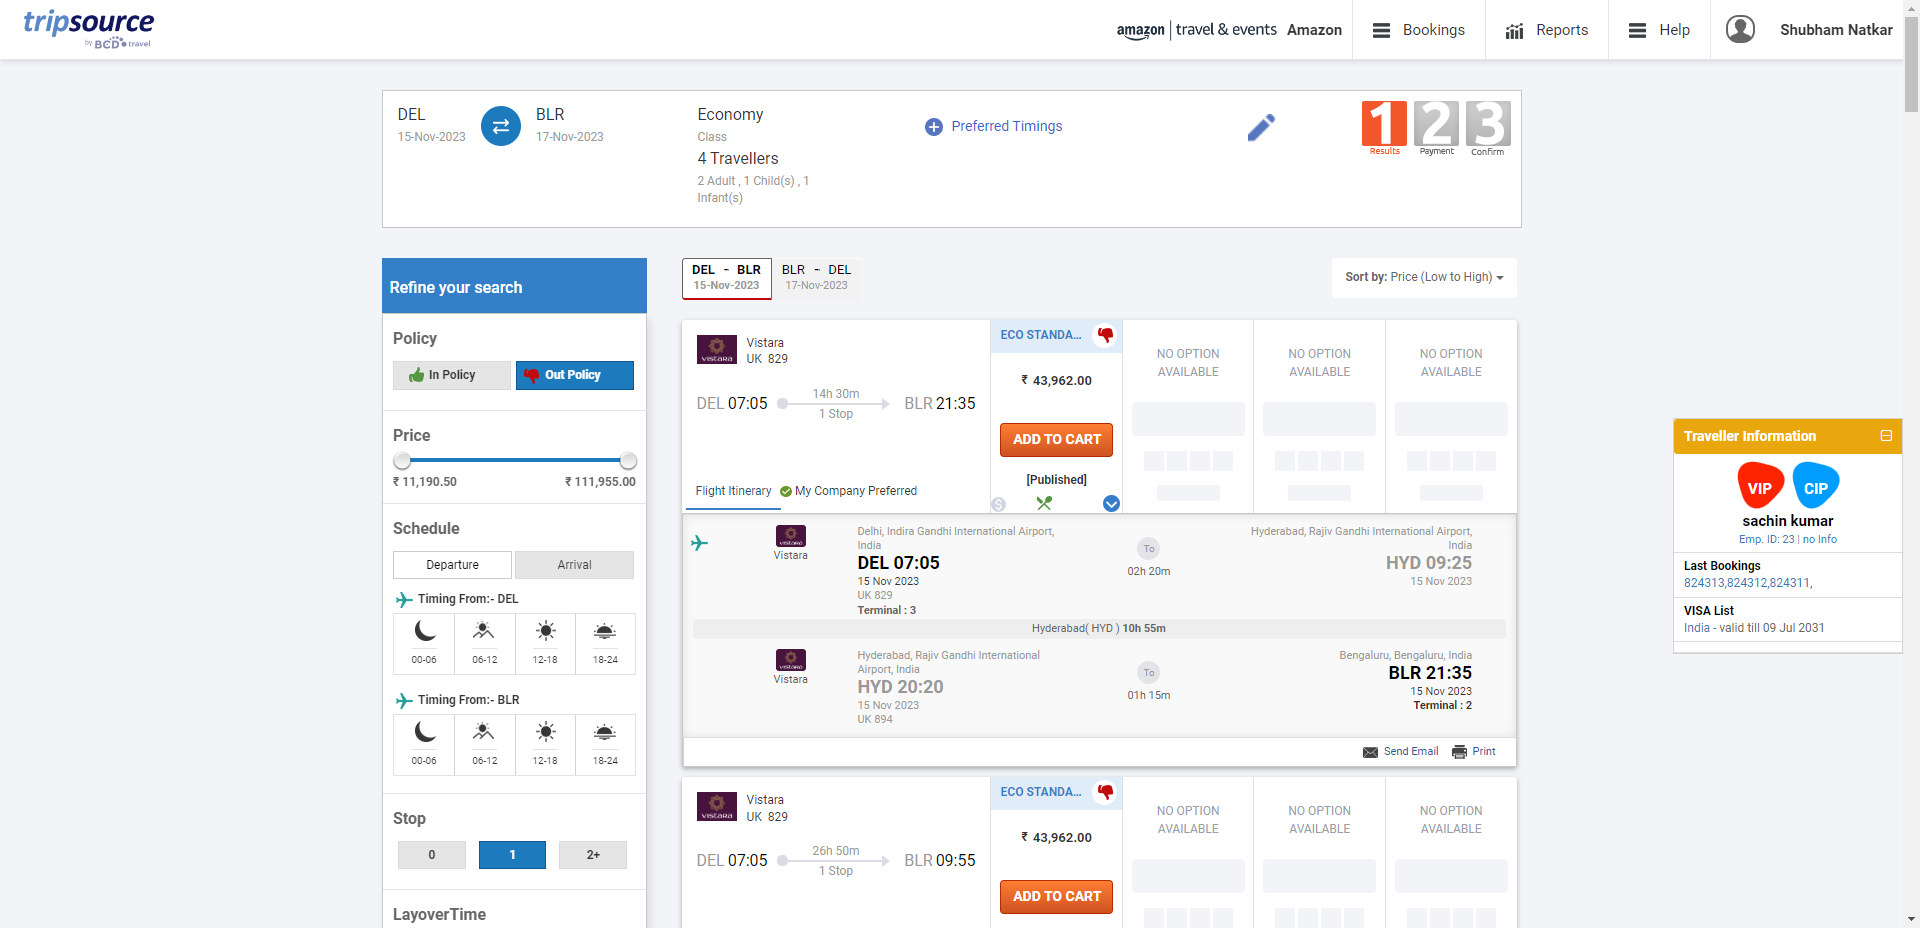 tripsource
by BCD travel
amazon | travel & events Amazon
Bookings
Reports
Help
Shubham Natkar
DEL
15-Nov-2023
BLR
17-Nov-2023
Economy
Class
4 Travellers
2 Adult , 1 Child(s) , 1
Infant(s)
Preferred Timings
1 2 3
Results Payment Confirm
Refine your search
Policy
In Policy Out Policy
Price
₹ 11,190.50 ₹ 111,955.00
Schedule
Departure Arrival
Timing From:- DEL
00-06 06-12 12-18 18-24
Timing From:- BLR
00-06 06-12 12-18 18-24
Stop
0 1 2+
LayoverTime
DEL - BLR
15-Nov-2023
BLR - DEL
17-Nov-2023
Sort by: Price (Low to High)
VISTARA
Vistara
UK 829
DEL 07:05
14h 30m
1 Stop
BLR 21:35
Flight Itinerary
My Company Preferred
ECO STANDA...
₹ 43,962.00
ADD TO CART
[Published]
$
NO OPTION
AVAILABLE
NO OPTION
AVAILABLE
NO OPTION
AVAILABLE
VISTARA
Vistara
Delhi, Indira Gandhi International Airport,
India
DEL 07:05
15 Nov 2023
UK 829
Terminal : 3
To
02h 20m
Hyderabad, Rajiv Gandhi International Airport,
India
HYD 09:25
15 Nov 2023
Hyderabad( HYD ) 10h 55m
VISTARA
Vistara
Hyderabad, Rajiv Gandhi International
Airport, India
HYD 20:20
15 Nov 2023
UK 894
To
01h 15m
Bengaluru, Bengaluru, India
BLR 21:35
15 Nov 2023
Terminal : 2
Send Email Print
VISTARA
Vistara
UK 829
DEL 07:05
26h 50m
1 Stop
BLR 09:55
ECO STANDA...
₹ 43,962.00
ADD TO CART
NO OPTION
AVAILABLE
NO OPTION
AVAILABLE
NO OPTION
AVAILABLE
Traveller Information
VIP CIP
sachin kumar
Emp. ID: 23 | no Info
Last Bookings
824313,824312,824311,
VISA List
India - valid till 09 Jul 2031